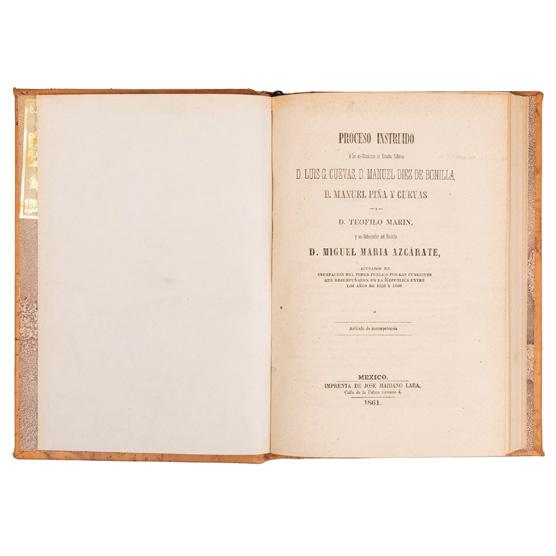 PROCESO INSTRUIDO
á los ex-Ministros de Estado Señores
D. LUIS G. CUEVAS, D. MANUEL DIEZ DE BONILLA,
D. MANUEL PIÑA Y CUEVAS
D. TEOFILO MARIN,
y ex-Gobernador del Distrito
D. MIGUEL MARIA AZCÁRATE,
ACUSADOS DE
USURPACION DEL PODER PUBLICO POR LAS FUNCIONES
QUE DESEMPEÑARON EN LA REPUBLICA ENTRE
LOS AÑOS DE 1858 Y 1860
Artículo de incompetencia.
MEXICO.
IMPRENTA DE JOSE MARIANO LARA,
Calle de la Palma número 4.
1861.